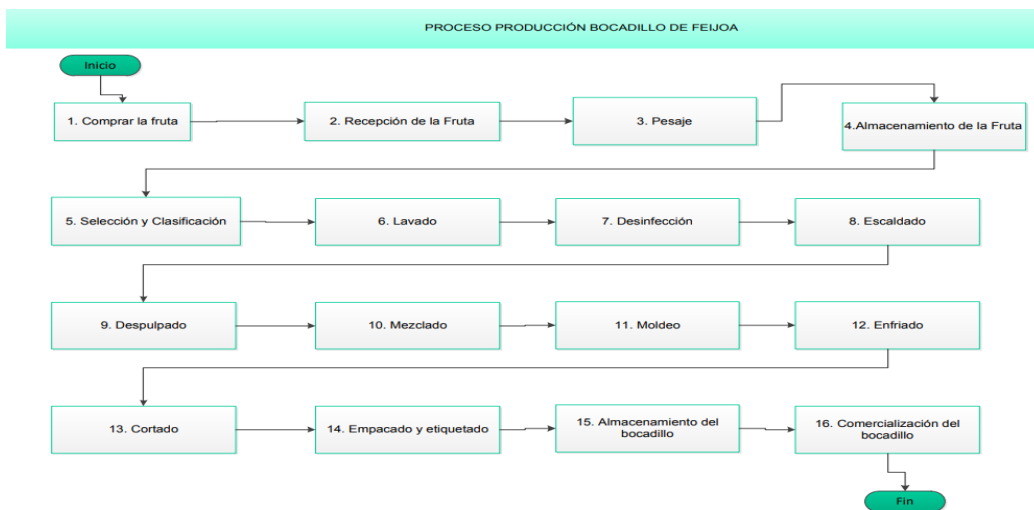 PROCESO PRODUCCIÓN BOCADILLO DE FEIJOA
Inicio
1. Comprar la fruta
2. Recepción de la Fruta
3. Pesaje
4.Almacenamiento de la Fruta
5. Selección y Clasificación
6. Lavado
7. Desinfección
8. Escaldado
9. Despulpado
10. Mezclado
11. Moldeo
12. Enfriado
13. Cortado
14. Empacado y etiquetado
15. Almacenamiento del
bocadillo
16. Comercialización del
bocadillo
Fin